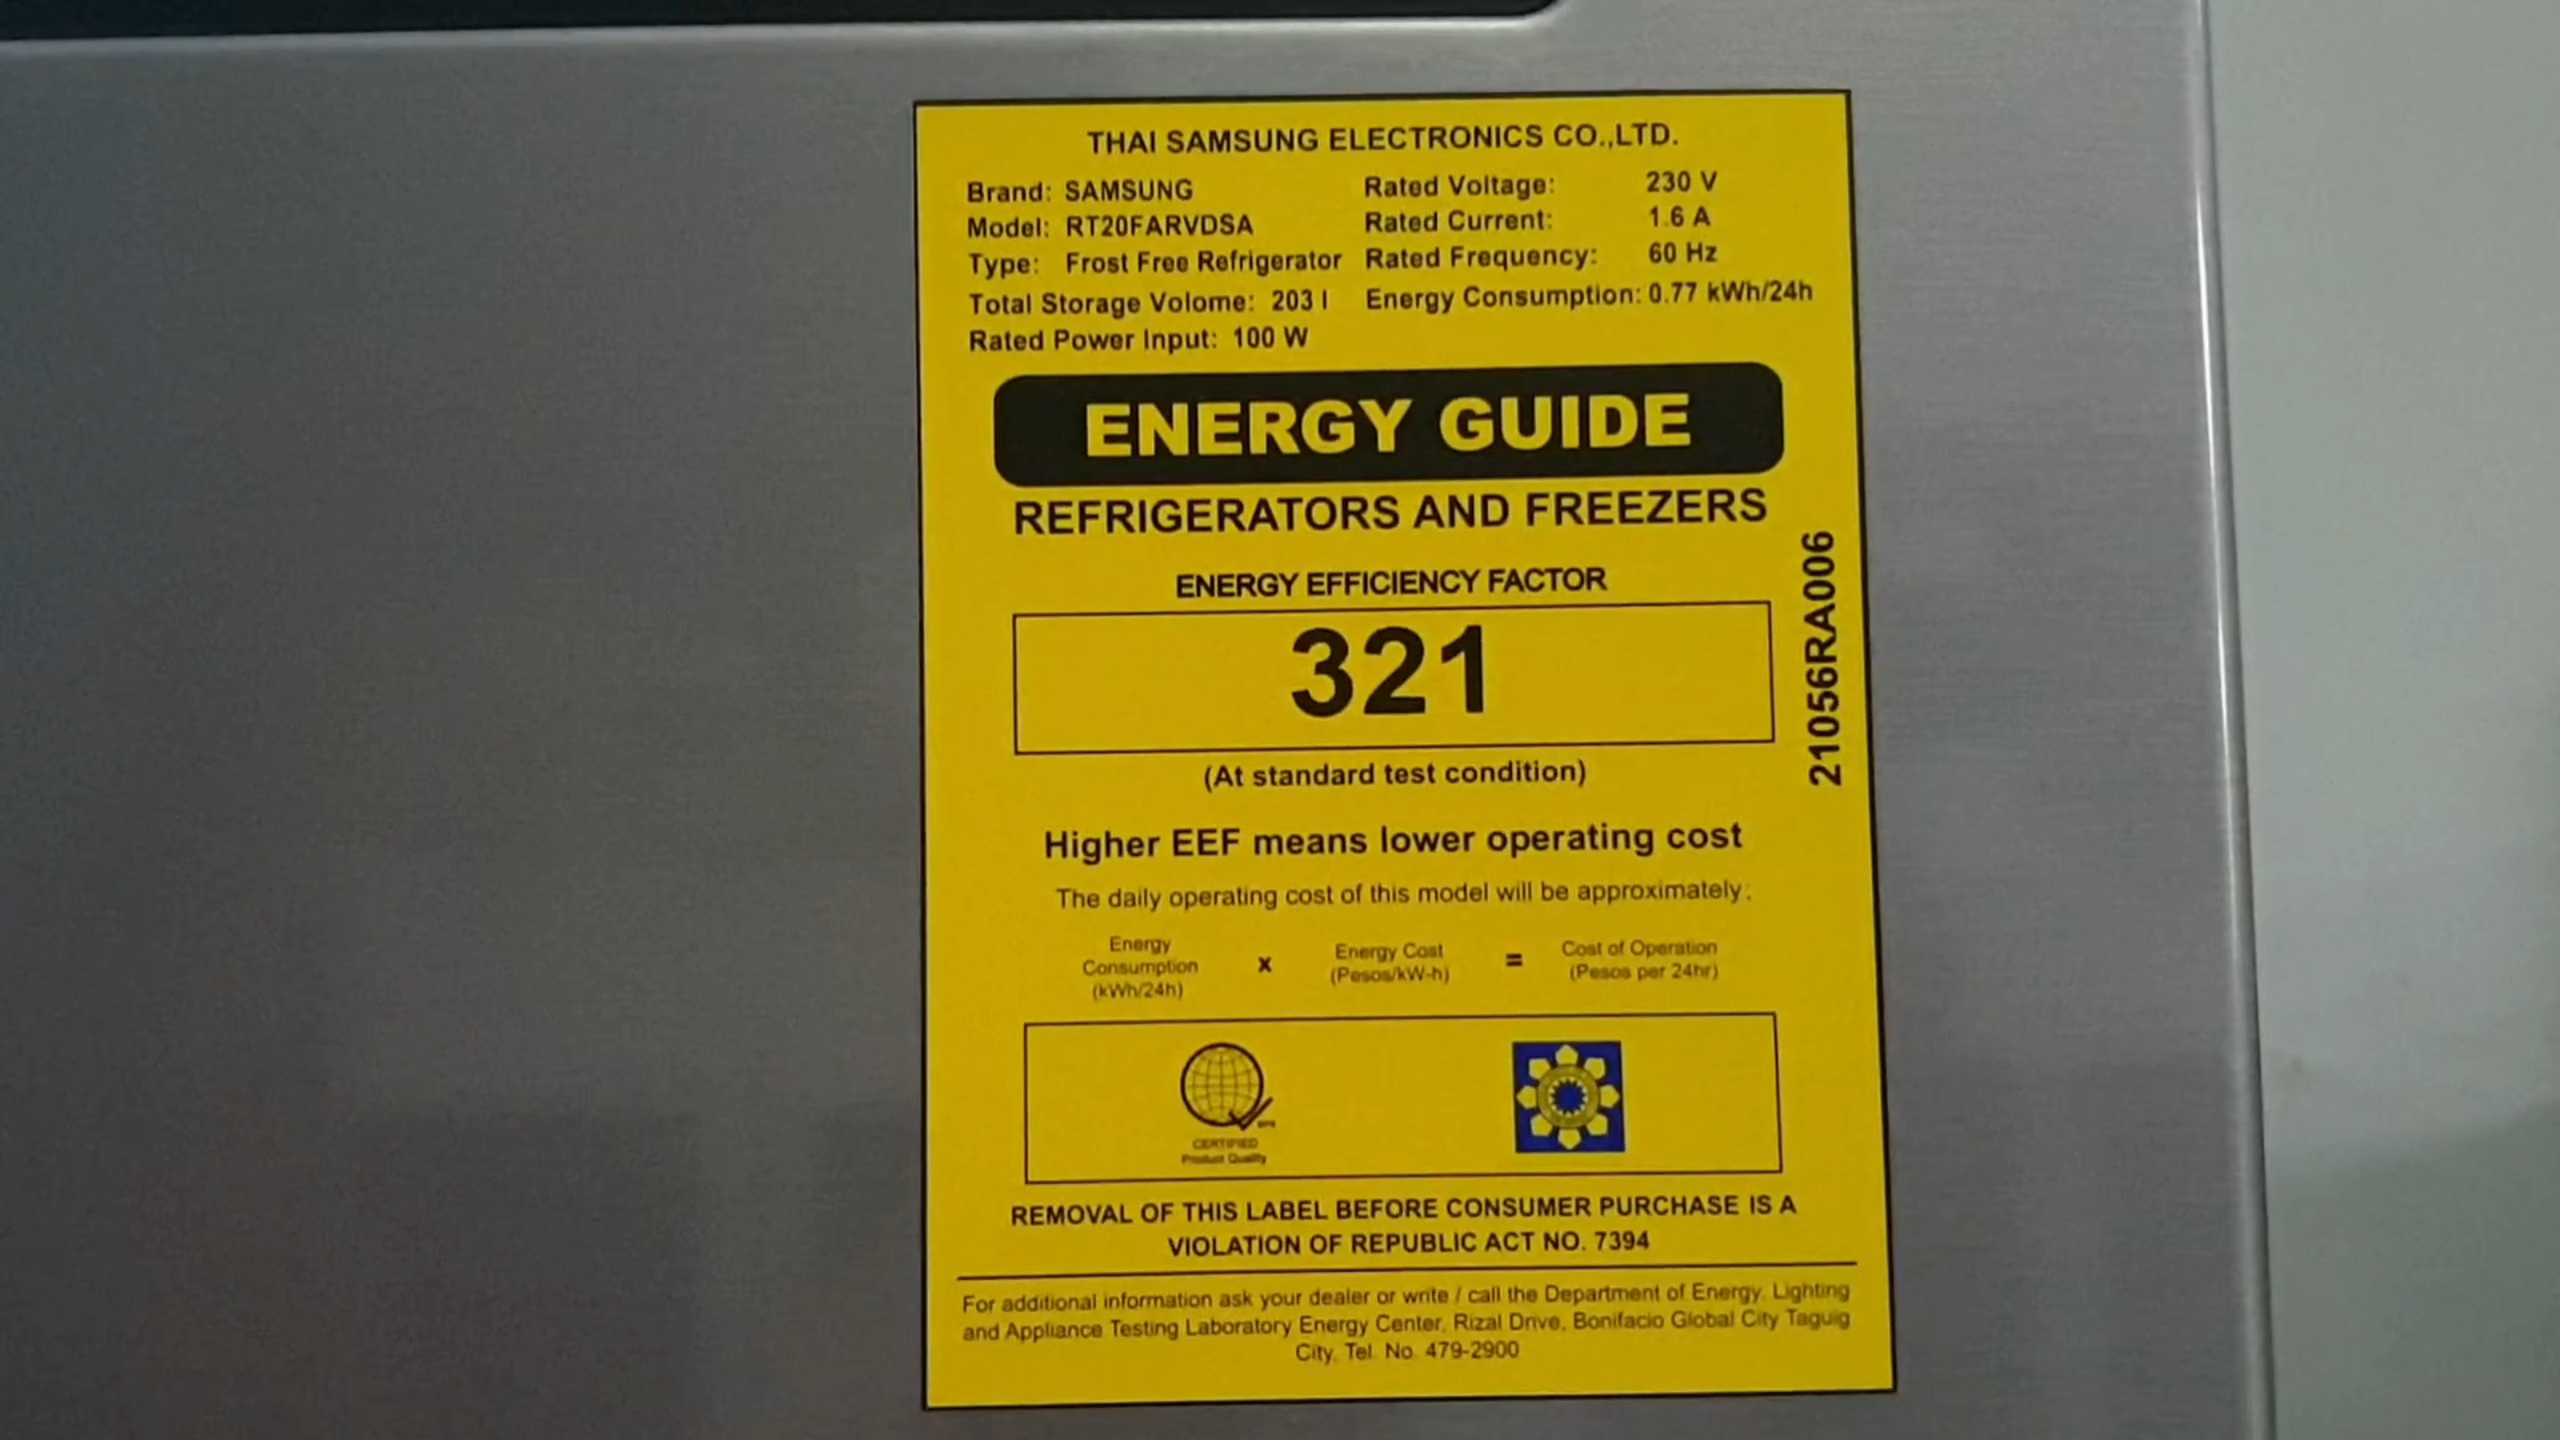 THAI SAMSUNG ELECTRONICS CO.,LTD.
Brand: SAMSUNG Rated Voltage: 230 V
Model: RT20FARVDSA Rated Current: 1.6 A
Type: Frost Free Refrigerator Rated Frequency: 60 Hz
Total Storage Volome: 203 l Energy Consumption: 0.77 kWh/24h
Rated Power Input: 100 W
ENERGY GUIDE
REFRIGERATORS AND FREEZERS
ENERGY EFFICIENCY FACTOR
321
21056RA006
(At standard test condition)
Higher EEF means lower operating cost
The daily operating cost of this model will be approximately:
Energy Consumption (kWh/24h) x Energy Cost (Pesos/kW-h) = Cost of Operation (Pesos per 24hr)
CERTIFIED
Product Quality
REMOVAL OF THIS LABEL BEFORE CONSUMER PURCHASE IS A
VIOLATION OF REPUBLIC ACT NO. 7394
For additional information ask your dealer or write / call the Department of Energy, Lighting
and Appliance Testing Laboratory Energy Center, Rizal Drive, Bonifacio Global City Taguig
City, Tel. No. 479-2900